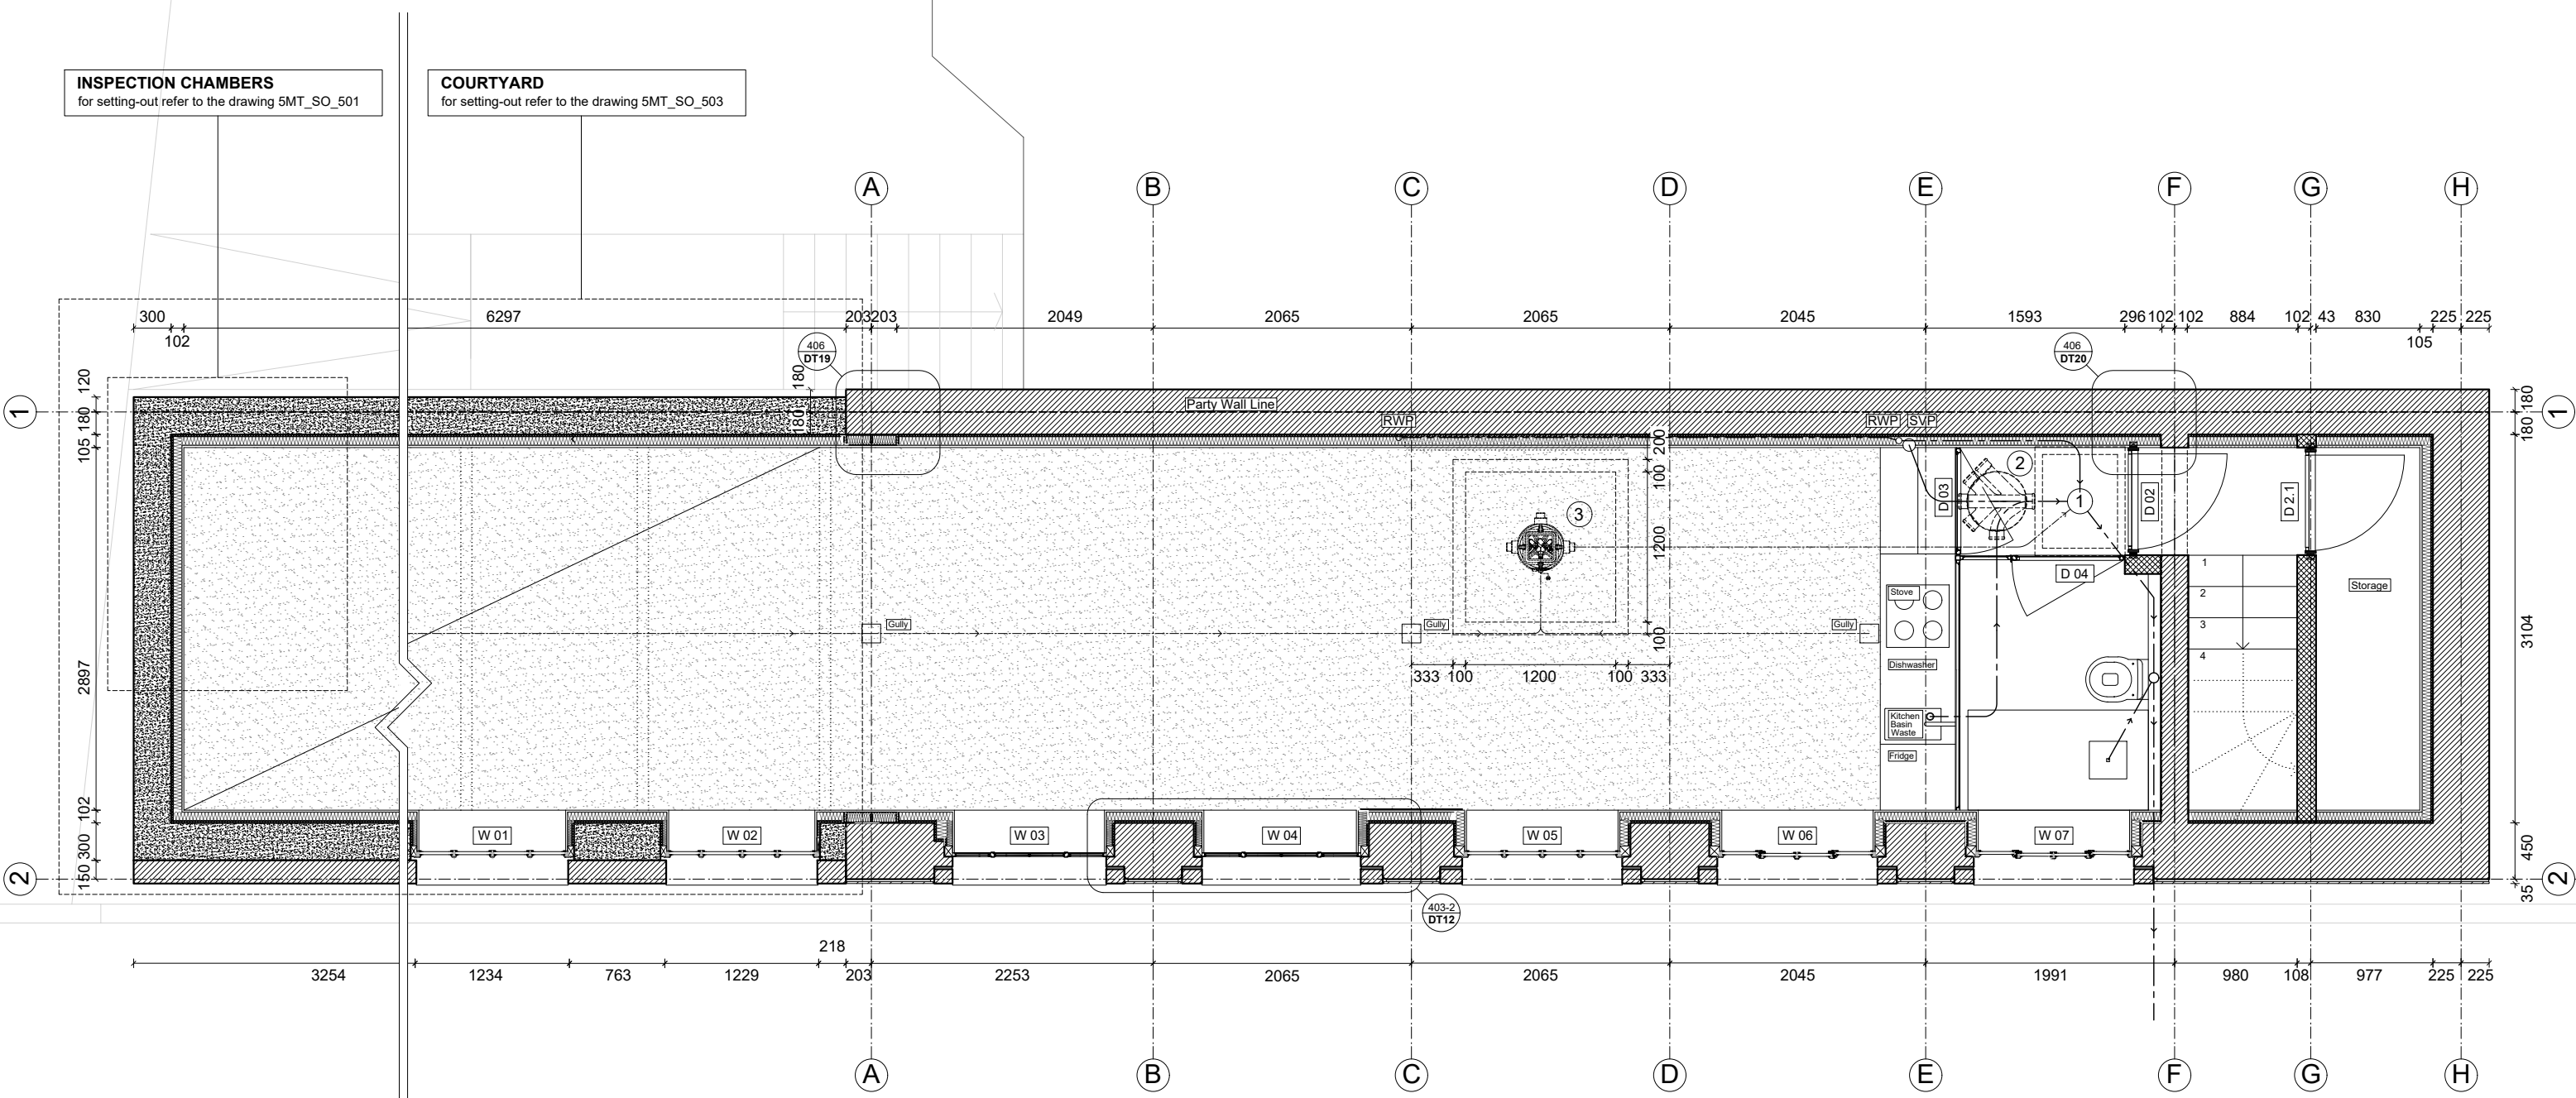 INSPECTION CHAMBERS
for setting-out refer to the drawing 5MT_SO_501
COURTYARD
for setting-out refer to the drawing 5MT_SO_503
A B C D E F G H
300 6297 203 203 2049 2065 2065 2045 1593 296 102 102 884 102 43 830 225 225
102
105
406
DT19
406
DT20
120
180
180
180
180
105
2897
102
300
150
1
1
180
180
Party Wall Line
RWP
RWP
SVP
200
100
1200
100
3
2
1
D 03
D 02
D 2.1
D 04
1
2
3
4
Storage
Stove
Gully
Gully
Gully
Dishwasher
Kitchen
Basin
Waste
Fridge
333 100 1200 100 333
3104
450
35
W 01
W 02
W 03
W 04
W 05
W 06
W 07
2
2
403-2
DT12
218
3254 1234 763 1229 203 2253 2065 2065 2045 1991 980 108 977 225 225
A B C D E F G H